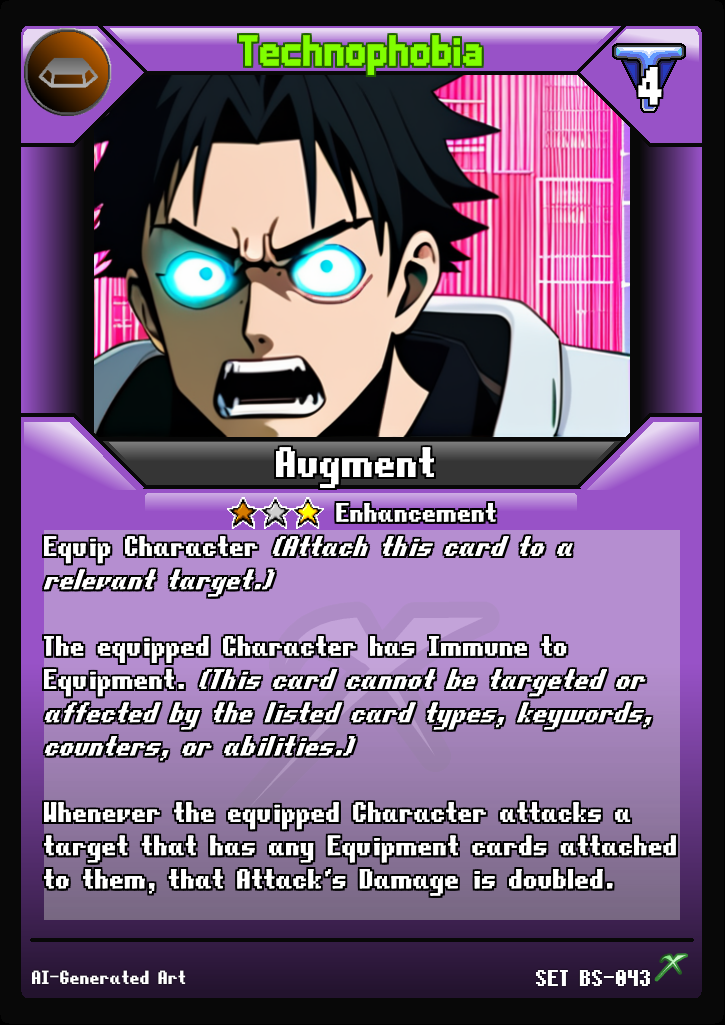 Technophobia
4
Augment
Enhancement
Equip Character (Attach this card to a
relevant target.)
The equipped Character has Immune to
Equipment. (This card cannot be targeted or
affected by the listed card types, keywords,
counters, or abilities.)
Whenever the equipped Character attacks a
target that has any Equipment cards attached
to them, that Attack's Damage is doubled.
AI-Generated Art
SET BS-043